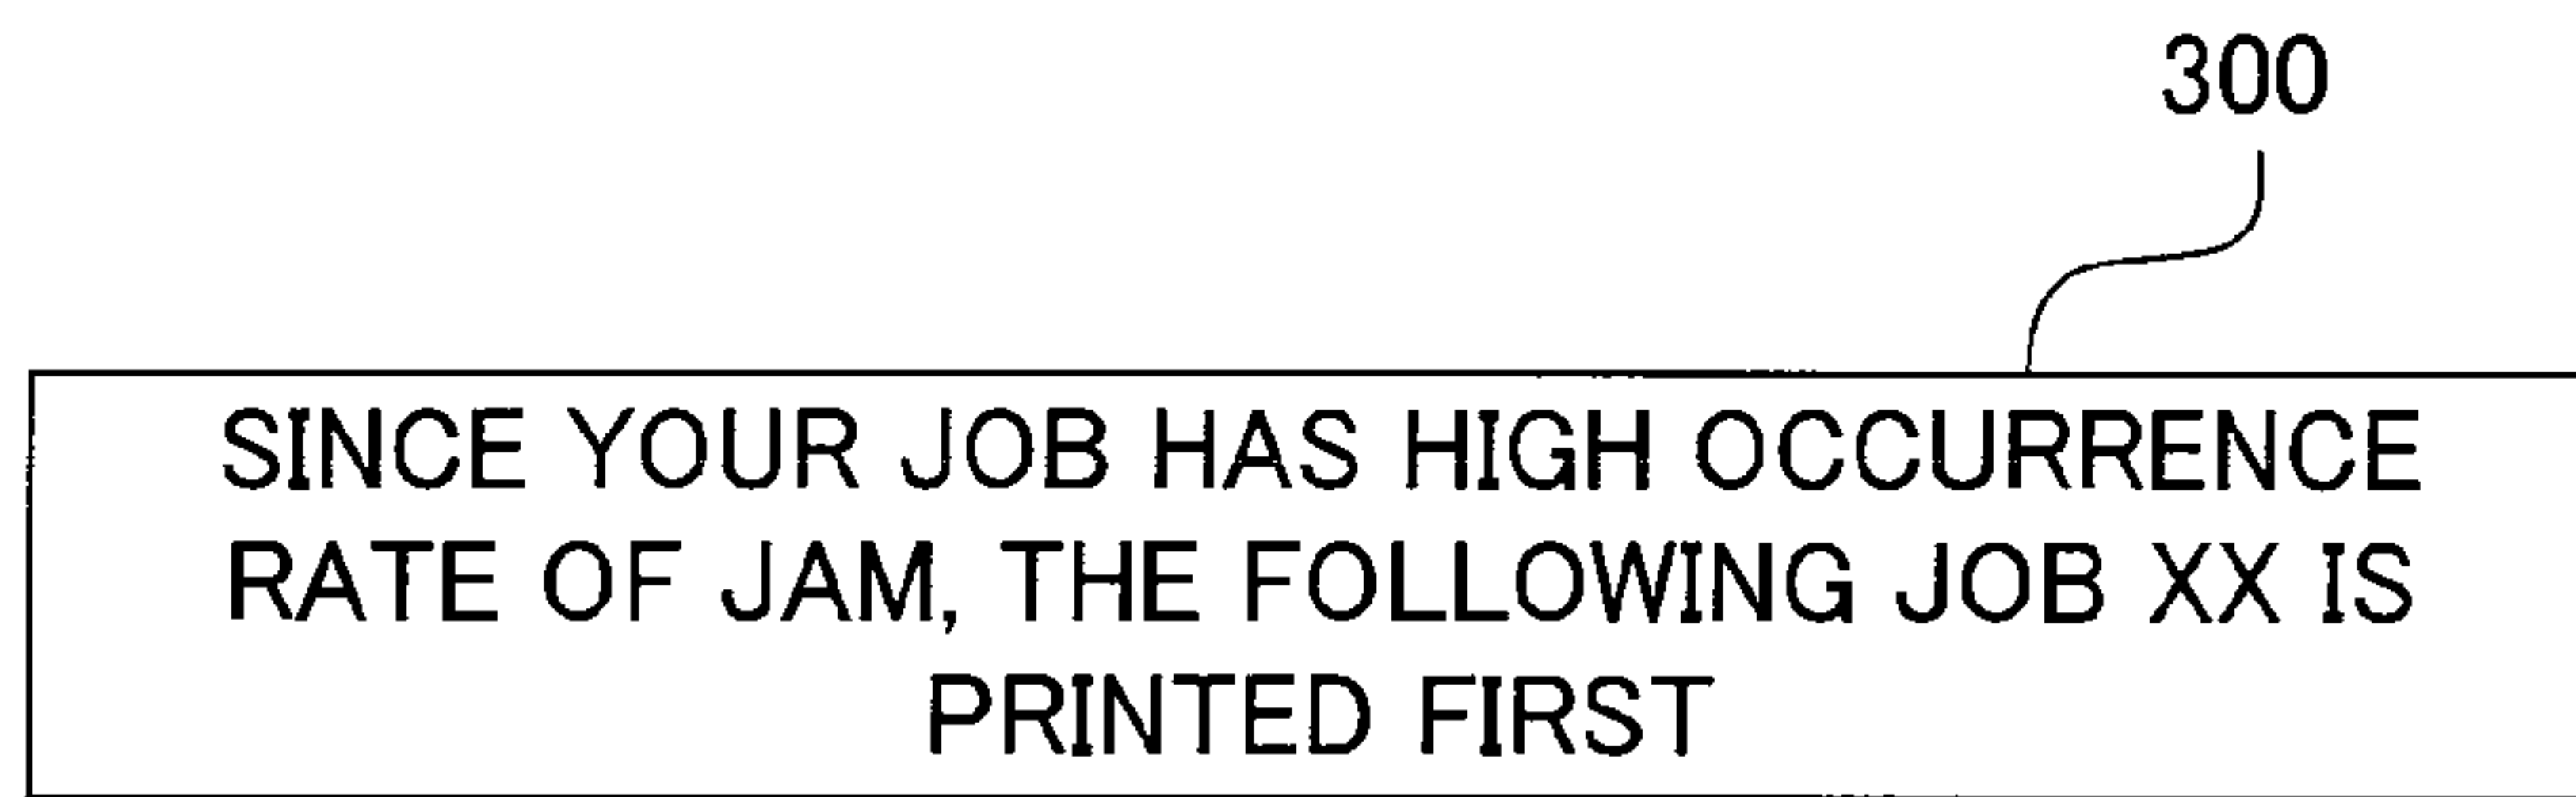 300
SINCE YOUR JOB HAS HIGH OCCURRENCE
RATE OF JAM, THE FOLLOWING JOB XX IS
PRINTED FIRST